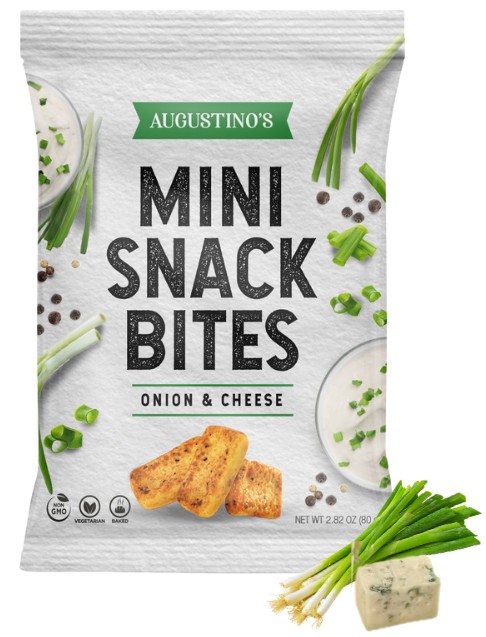 AUGUSTINO'S
MINI
SNACK
BITES
ONION & CHEESE
NON
GMO
VEGETARIAN
BAKED
NET WT 2.82 OZ (80